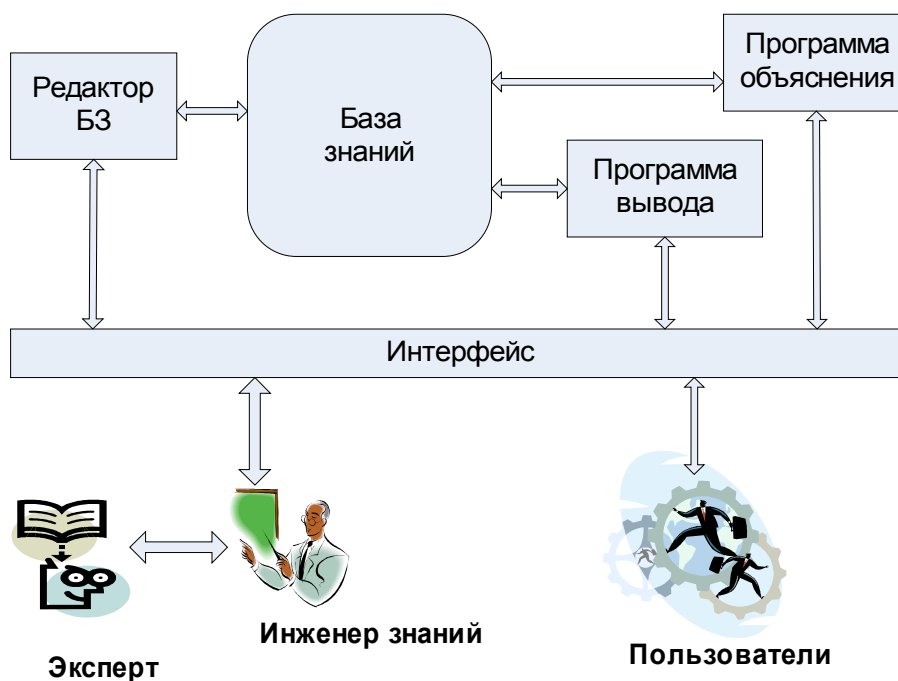 Редактор
БЗ
База
знаний
Программа
объяснения
Программа
вывода
Интерфейс
Эксперт
Инженер знаний
Пользователи